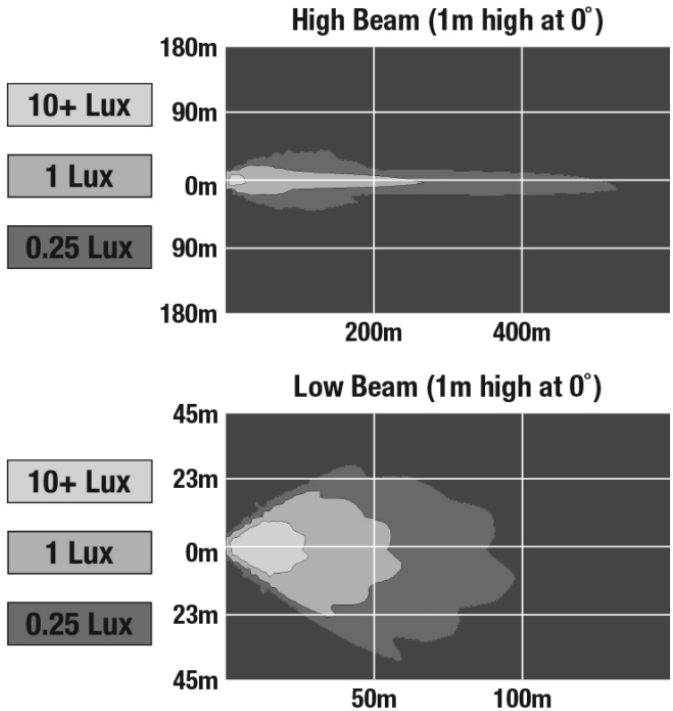 High Beam (1m high at 0°)
180m
10+ Lux
90m
1 Lux
0m
0.25 Lux
90m
180m
200m 400m
Low Beam (1m high at 0°)
45m
10+ Lux
23m
1 Lux
0m
0.25 Lux
23m
45m
50m 100m